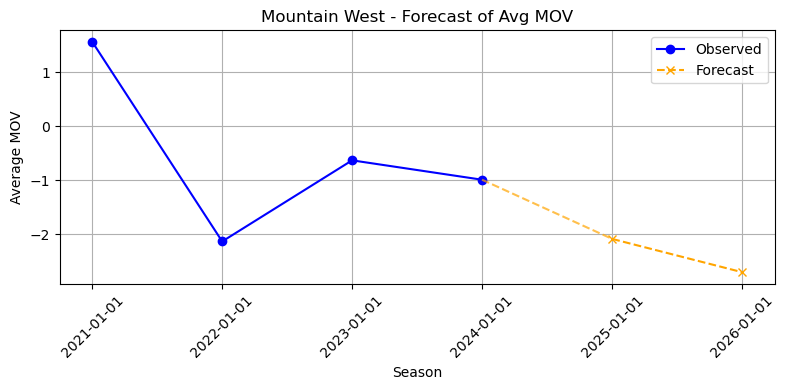 Mountain West - Forecast of Avg MOV
Observed
Forecast
Average MOV
1
0
−1
−2
2021-01-01
2022-01-01
2023-01-01
2024-01-01
2025-01-01
2026-01-01
Season